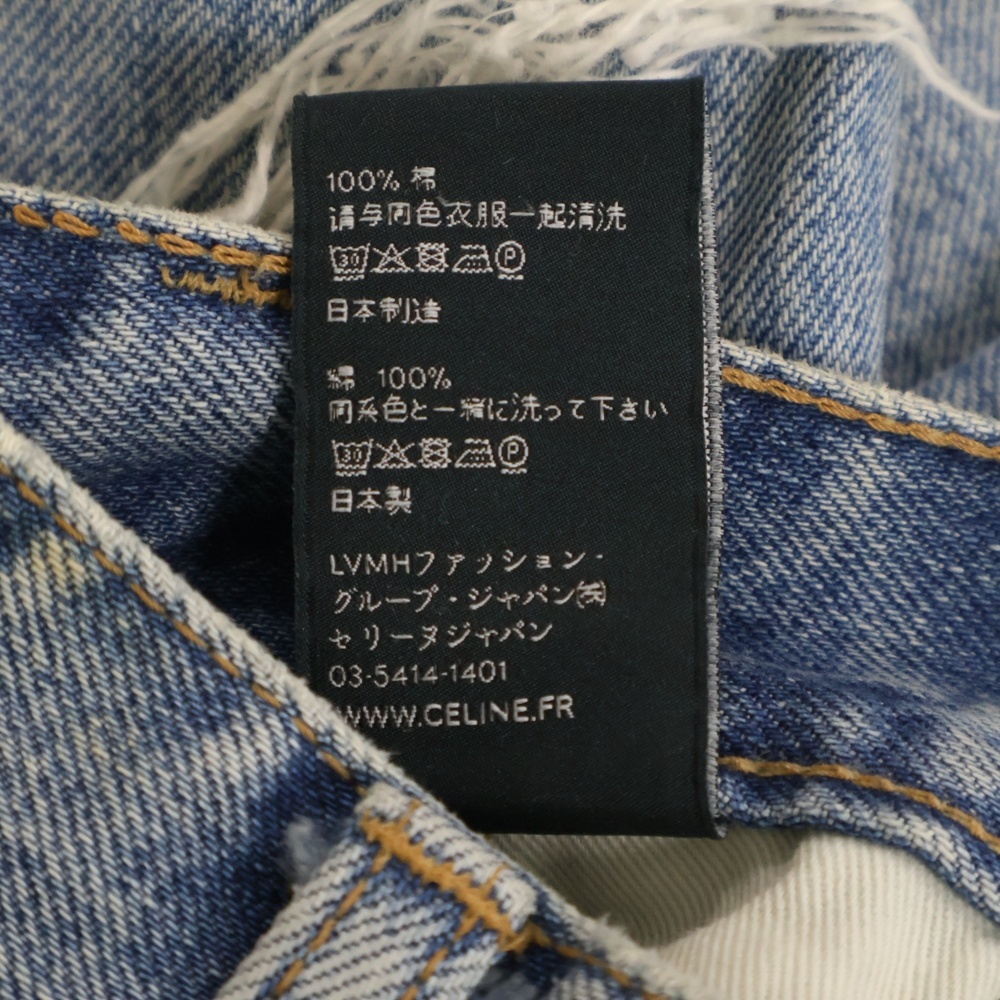 100% 棉
请与同色衣服一起清洗
30 P
日本制造
綿 100%
同系色と一緒に洗って下さい
30 P
日本製
LVMHファッション・
グループ・ジャパン㈱
セリーヌジャパン
03-5414-1401
WWW.CELINE.FR